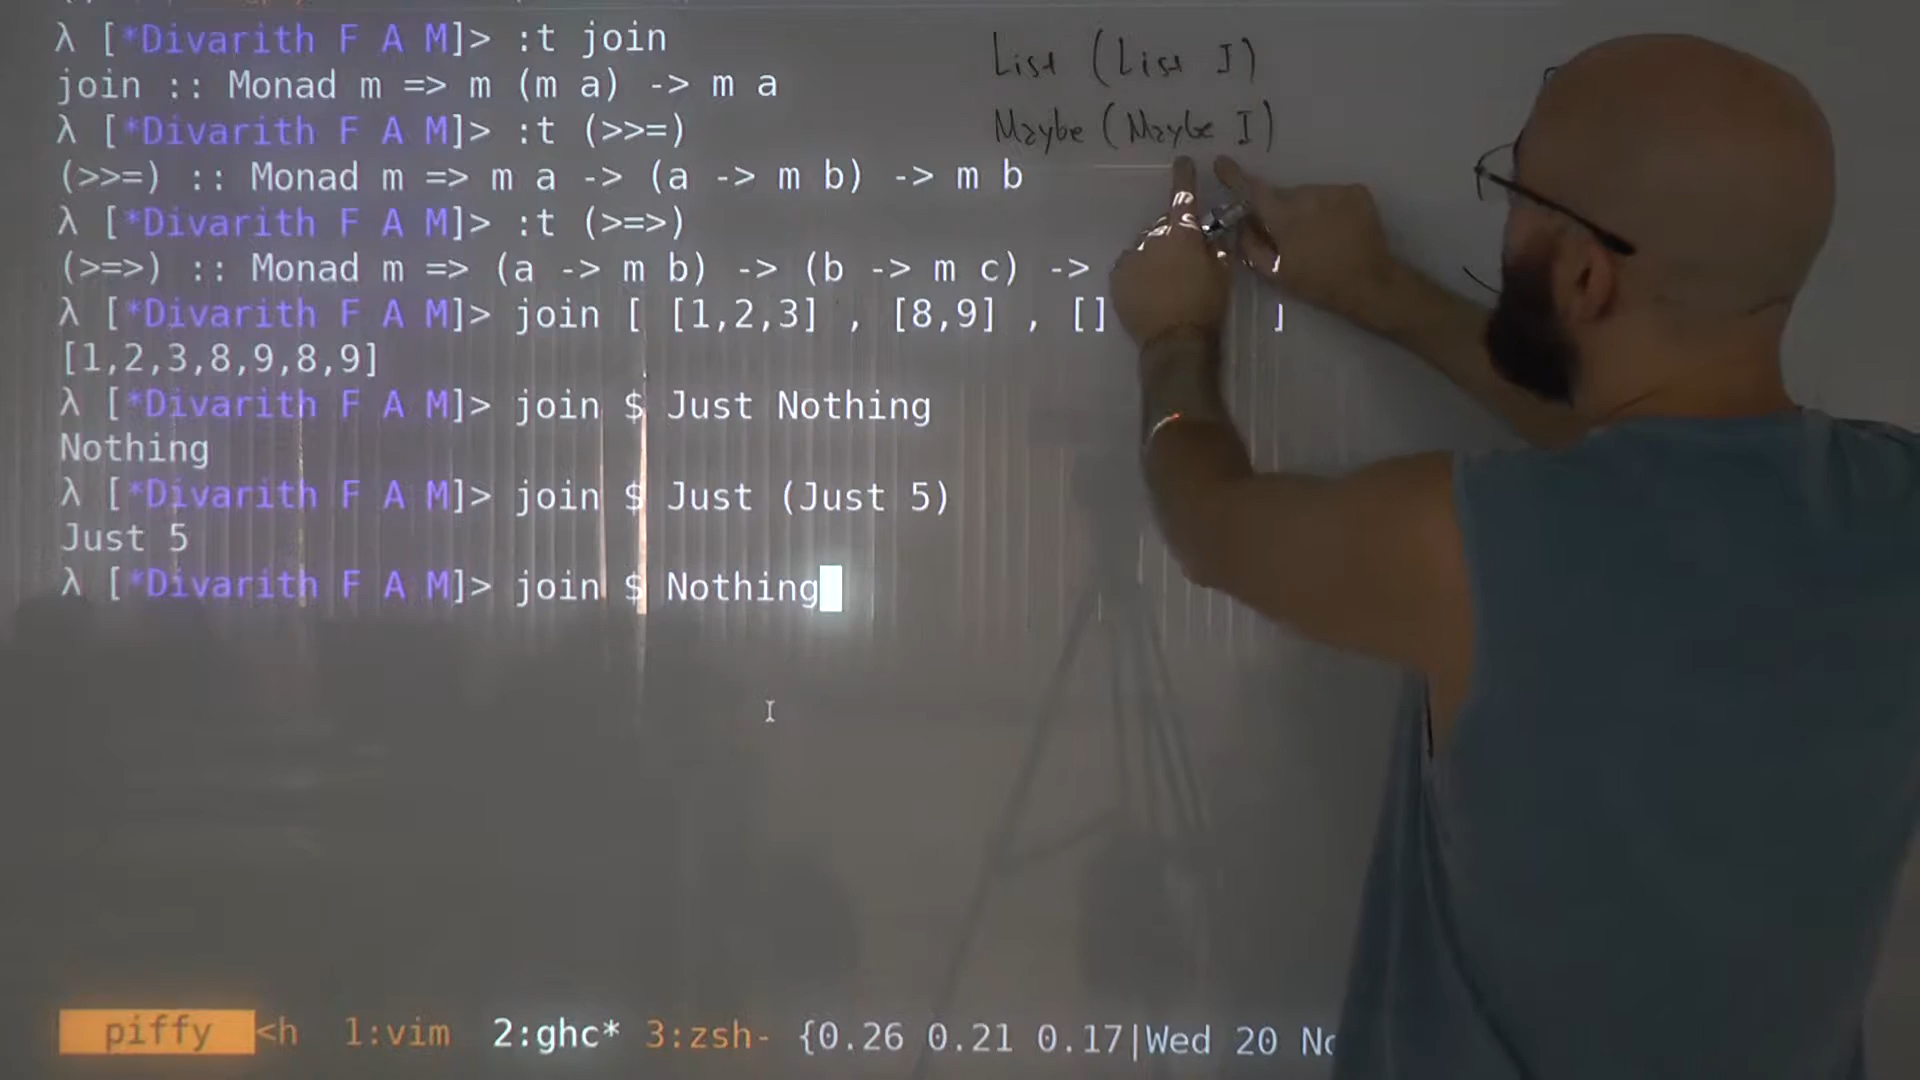 λ [*Divarith F A M]> :t join
join :: Monad m => m (m a) -> m a
λ [*Divarith F A M]> :t (>>=)
(>>=) :: Monad m => m a -> (a -> m b) -> m b
λ [*Divarith F A M]> :t (>=>)
(>=>) :: Monad m => (a -> m b) -> (b -> m c) ->
λ [*Divarith F A M]> join [ [1,2,3] , [8,9] , [] ]
[1,2,3,8,9,8,9]
λ [*Divarith F A M]> join $ Just Nothing
Nothing
λ [*Divarith F A M]> join $ Just (Just 5)
Just 5
λ [*Divarith F A M]> join $ Nothing
List (List I)
Maybe (Maybe I)
piffy <h 1:vim 2:ghc* 3:zsh- {0.26 0.21 0.17|Wed 20 No